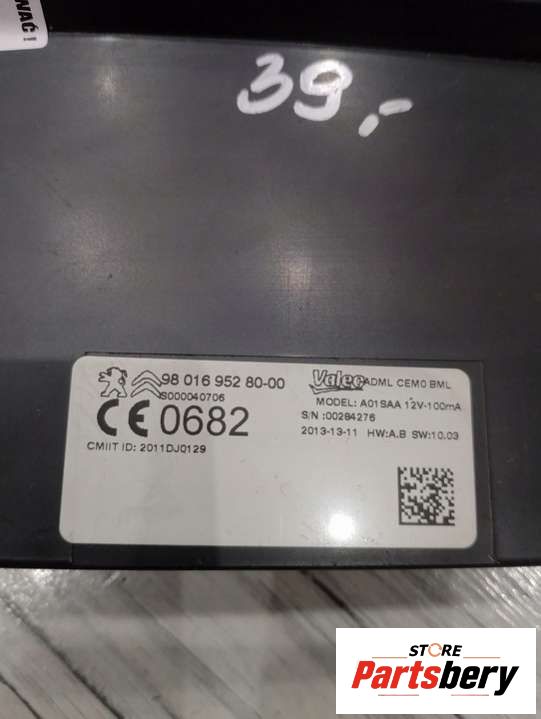 WAĆ!
39,-
98 016 952 80-00
S000040706
CE 0682
CMIIT ID: 2011DJ0129
Valeo ADML CEM0 BML
MODEL: A01SAA 12V-100mA
S/N :00284276
2013-13-11 HW:A.B SW:10.03
STORE
Partsbery